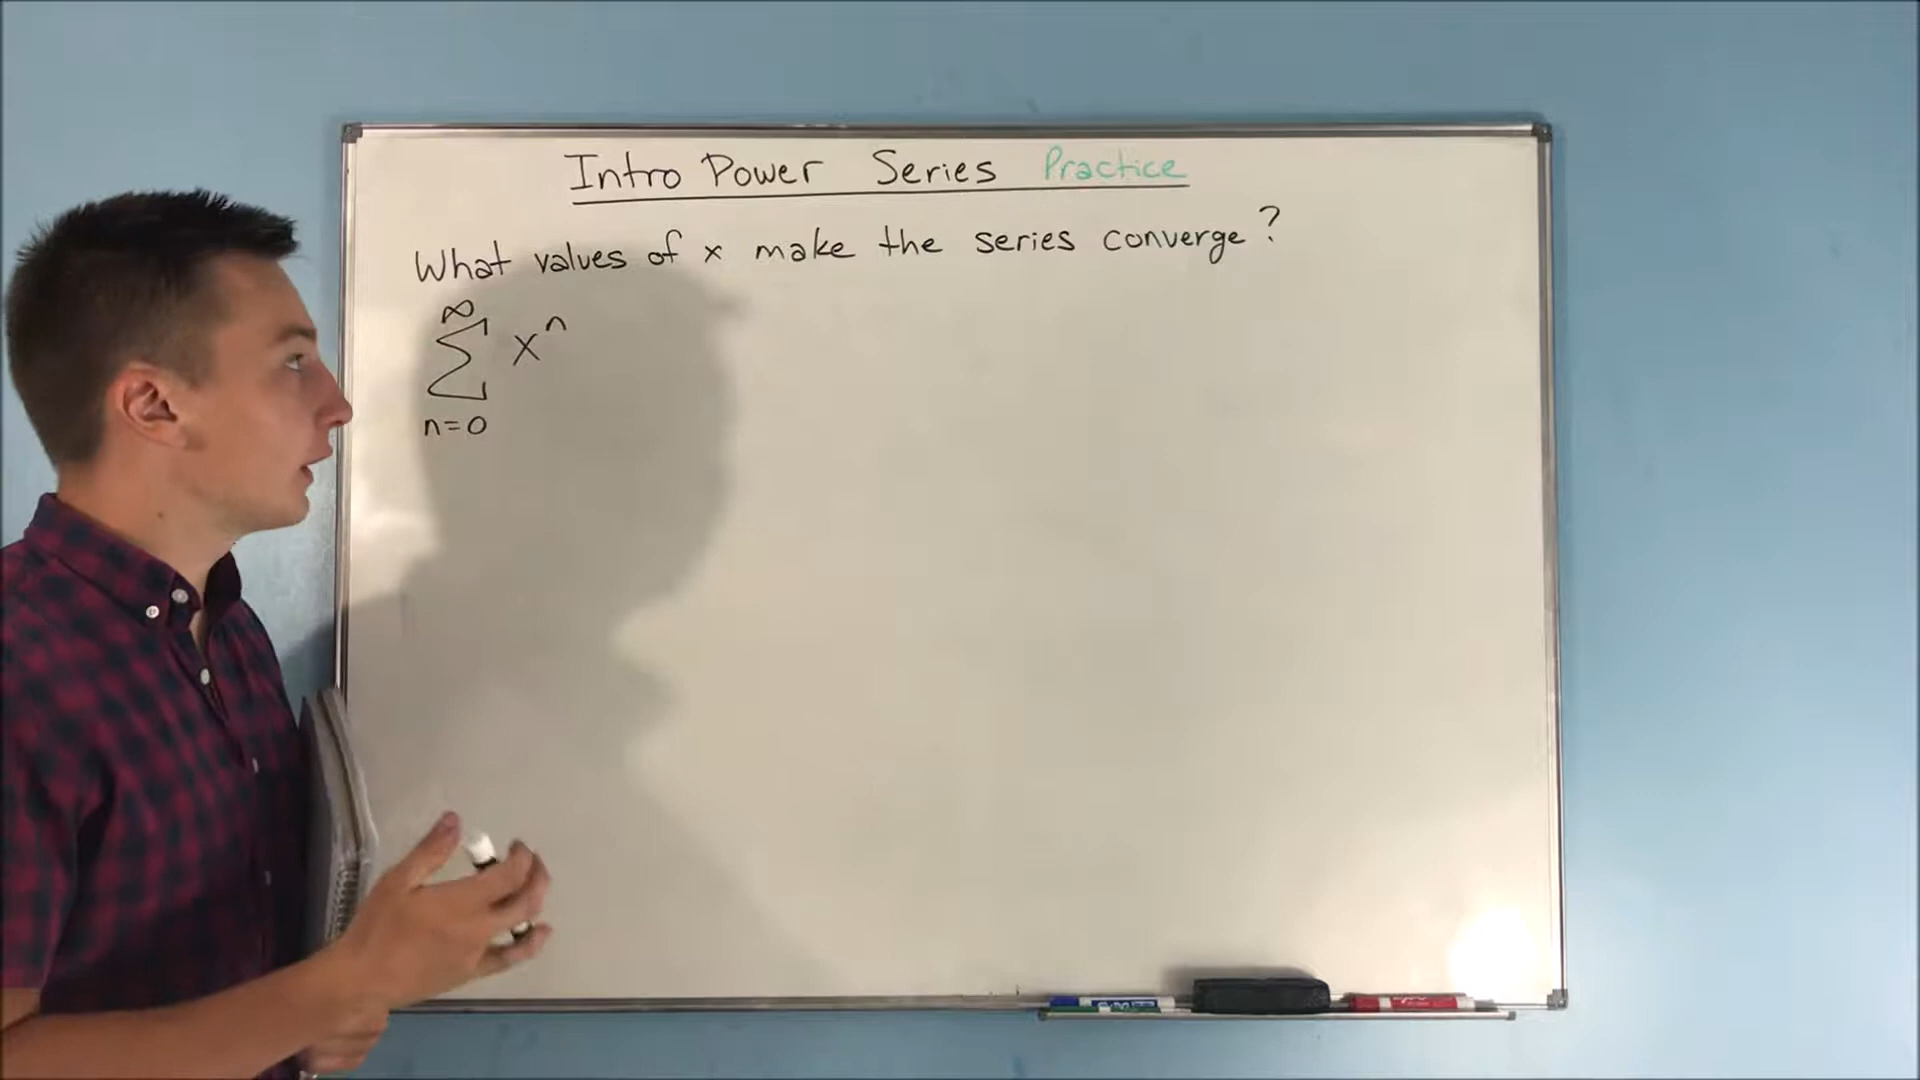 Intro Power Series Practice
What values of x make the series converge?
∞
∑ xⁿ
n=0